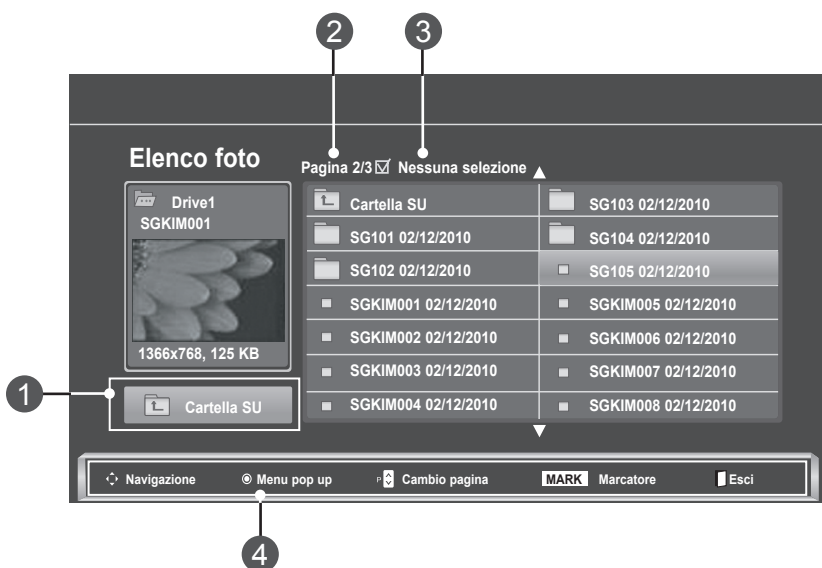 2 3
Elenco foto
Pagina 2/3 Nessuna selezione
Drive1
SGKIM001
1366x768, 125 KB
1
Cartella SU
Cartella SU SG103 02/12/2010
SG101 02/12/2010 SG104 02/12/2010
SG102 02/12/2010 SG105 02/12/2010
SGKIM001 02/12/2010 SGKIM005 02/12/2010
SGKIM002 02/12/2010 SGKIM006 02/12/2010
SGKIM003 02/12/2010 SGKIM007 02/12/2010
SGKIM004 02/12/2010 SGKIM008 02/12/2010
Navigazione Menu pop up P Cambio pagina MARK Marcatore Esci
4